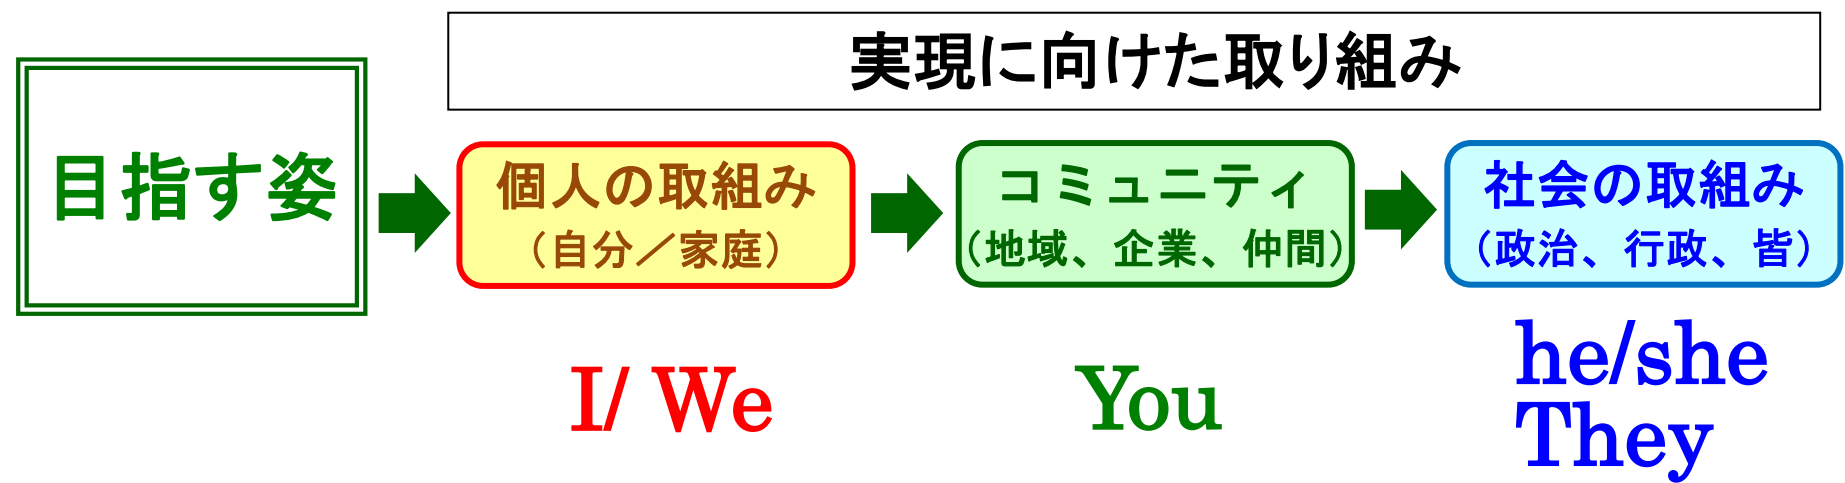 実現に向けた取り組み
目指す姿
個人の取組み
（自分／家庭）
コミュニティ
（地域、企業、仲間）
社会の取組み
（政治、行政、皆）
I/ We
You
he/she
They